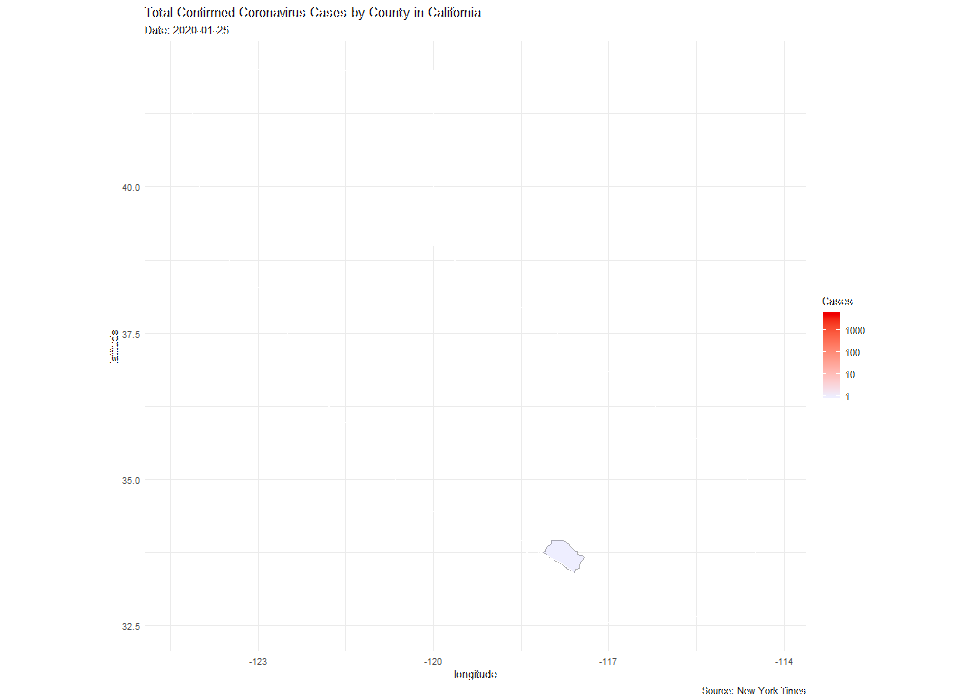 Total Confirmed Coronavirus Cases by County in California
Date: 2020-01-25
40.0
37.5
35.0
32.5
latitude
-123
-120
-117
-114
longitude
Cases
1000
100
10
1
Source: New York Times